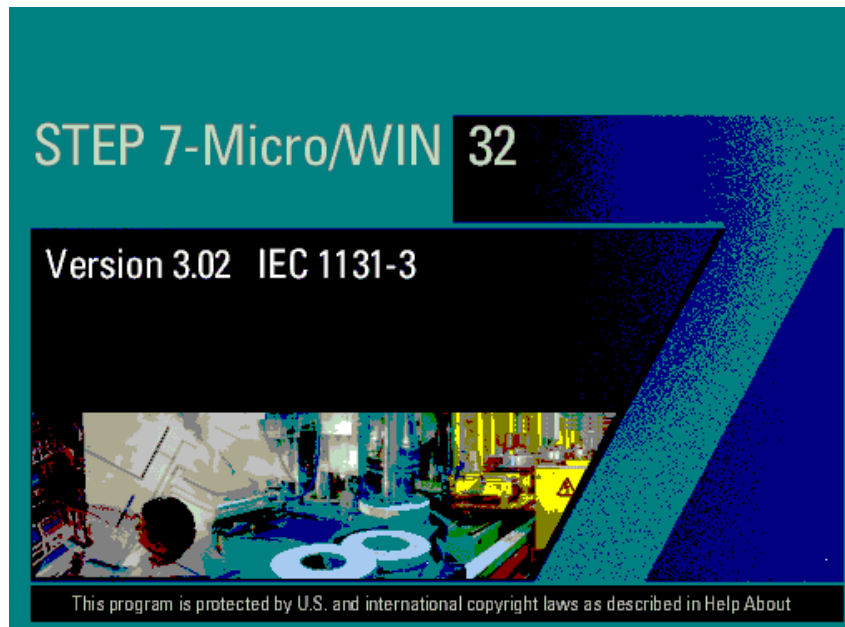 STEP 7-Micro/WIN 32
Version 3.02 IEC 1131-3
This program is protected by U.S. and international copyright laws as described in Help About